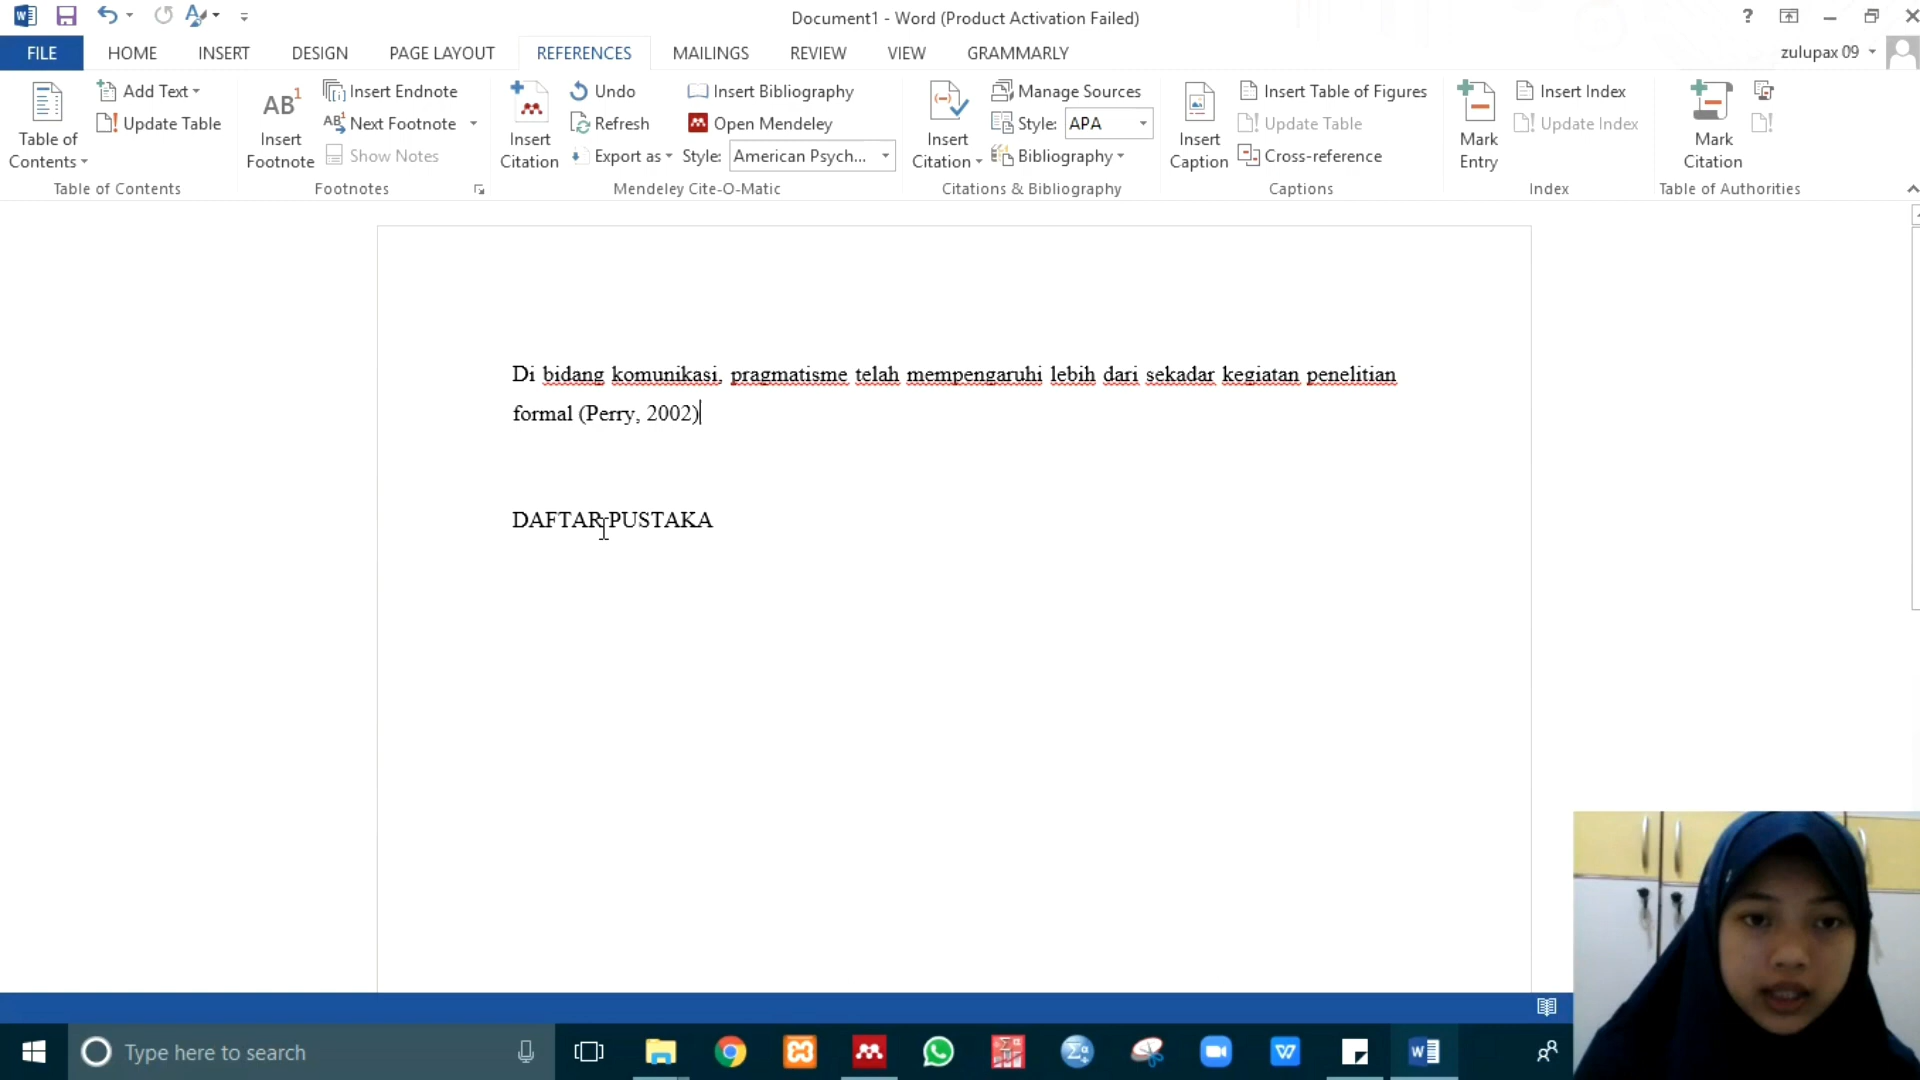 Document1 - Word (Product Activation Failed)
?
FILE HOME INSERT DESIGN PAGE LAYOUT REFERENCES MAILINGS REVIEW VIEW GRAMMARLY
zulupax 09
Table of Contents
Add Text
Update Table
Table of Contents
AB1
Insert Footnote
Insert Endnote
Next Footnote
Show Notes
Footnotes
Insert Citation
Undo
Refresh
Export as
Insert Bibliography
Open Mendeley
Style: American Psych...
Mendeley Cite-O-Matic
Insert Citation
Manage Sources
Style: APA
Bibliography
Citations & Bibliography
Insert Caption
Insert Table of Figures
Update Table
Cross-reference
Captions
Mark Entry
Insert Index
Update Index
Index
Mark Citation
Table of Authorities
Di bidang komunikasi, pragmatisme telah mempengaruhi lebih dari sekadar kegiatan penelitian
formal (Perry, 2002)
DAFTAR PUSTAKA
Type here to search